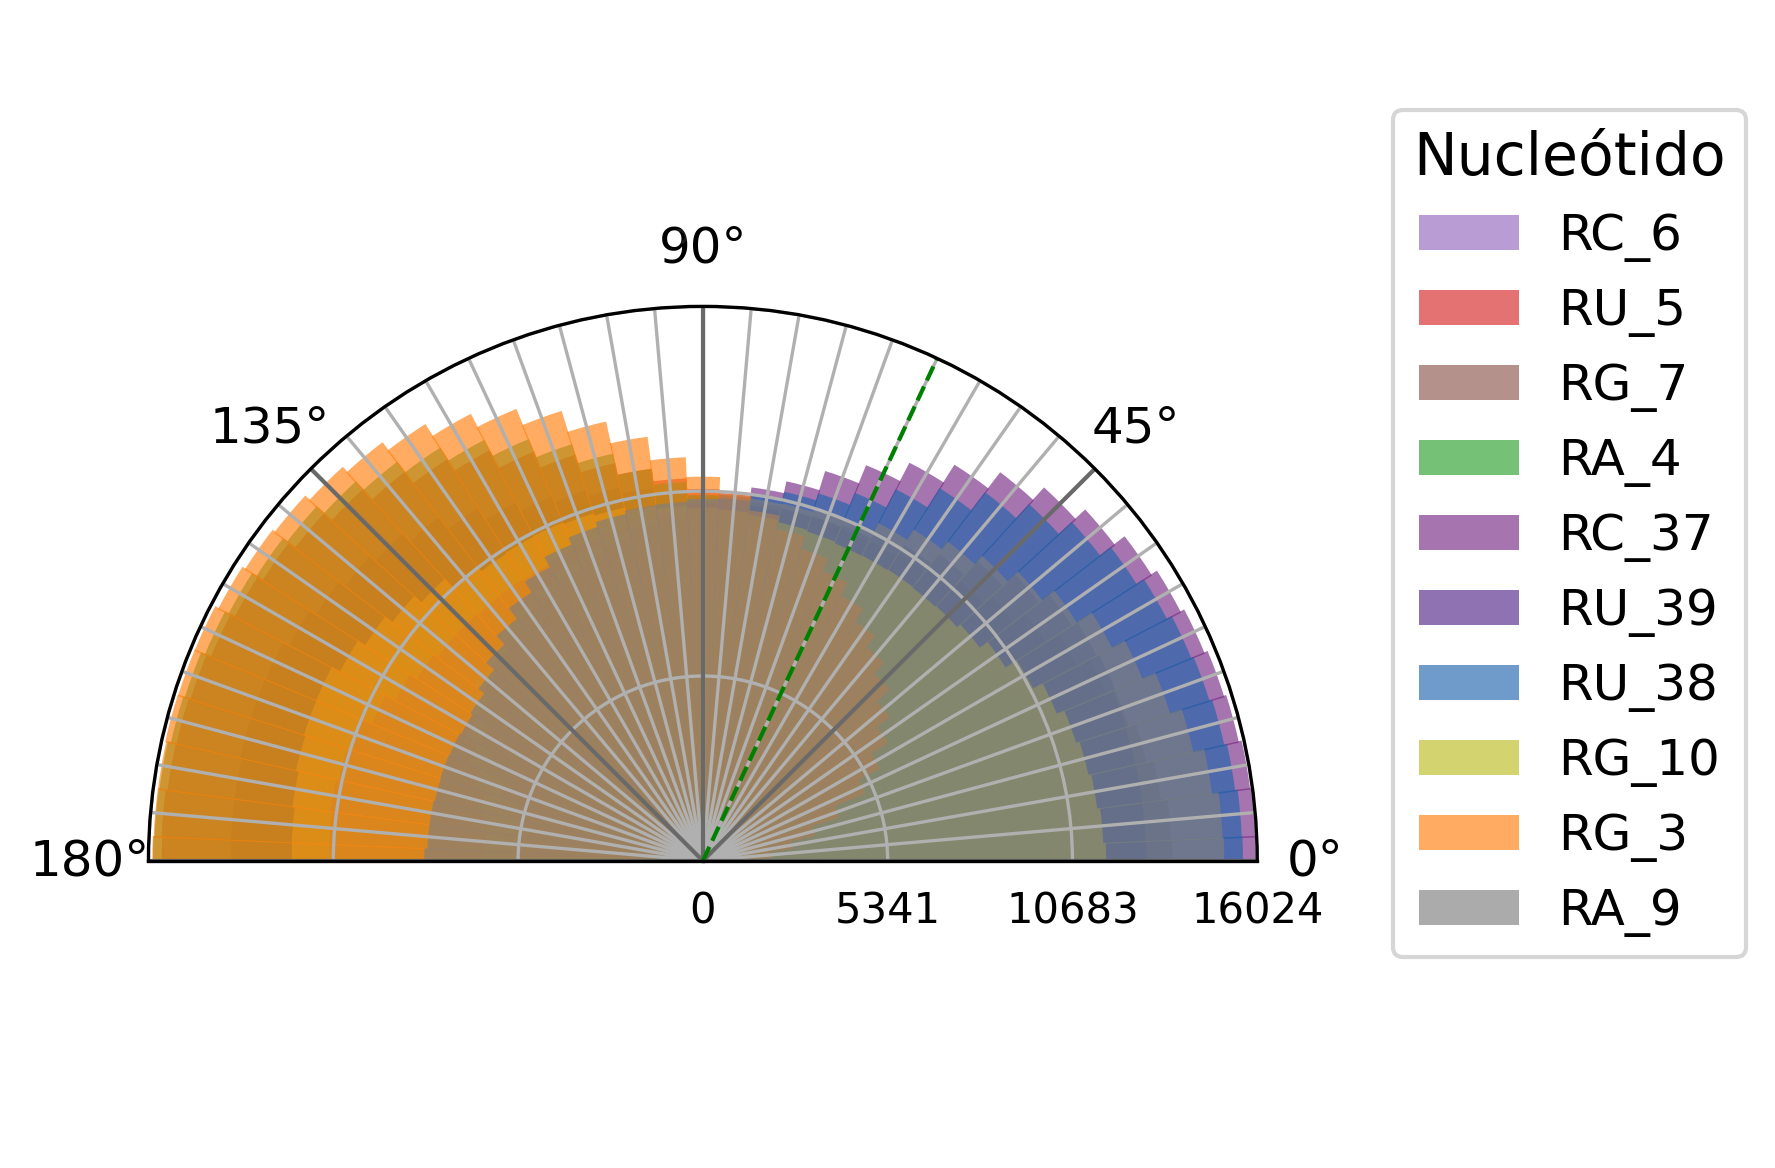 90°
135°
45°
180°
0°
0
5341
10683
16024
Nucleótido
RC_6
RU_5
RG_7
RA_4
RC_37
RU_39
RU_38
RG_10
RG_3
RA_9